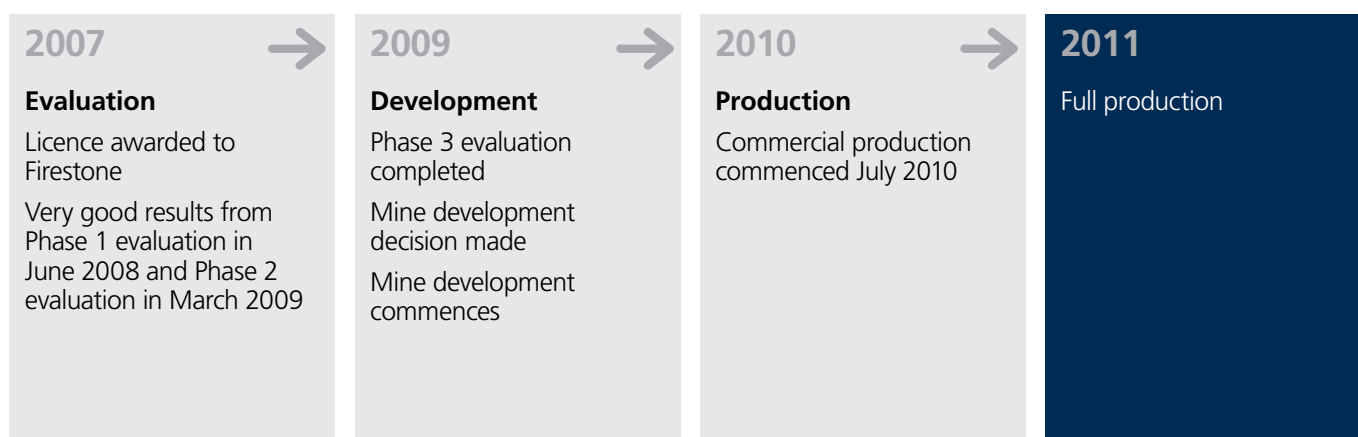 2007
Evaluation
Licence awarded to
Firestone
Very good results from
Phase 1 evaluation in
June 2008 and Phase 2
evaluation in March 2009
2009
Development
Phase 3 evaluation
completed
Mine development
decision made
Mine development
commences
2010
Production
Commercial production
commenced July 2010
2011
Full production